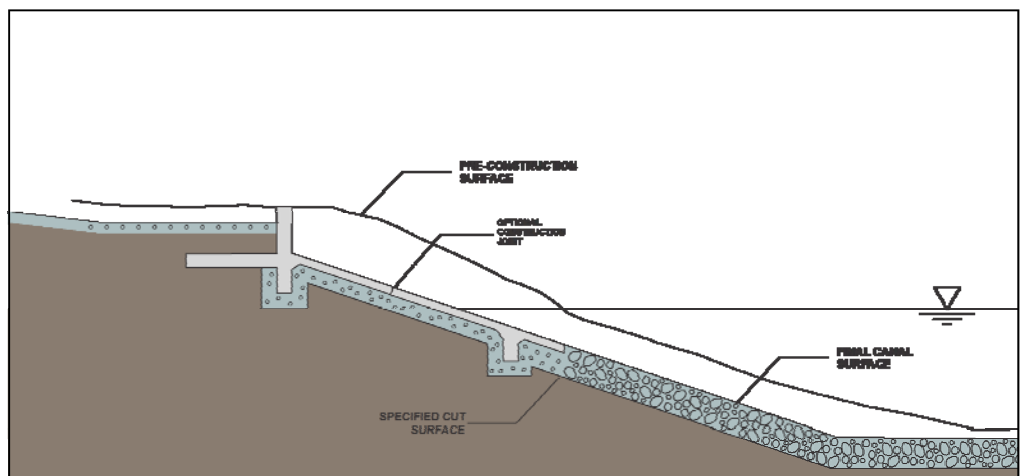 PRE-CONSTRUCTION
SURFACE
OPTIONAL
CONSTRUCTION
JOINT
FINAL CANAL
SURFACE
SPECIFIED CUT
SURFACE